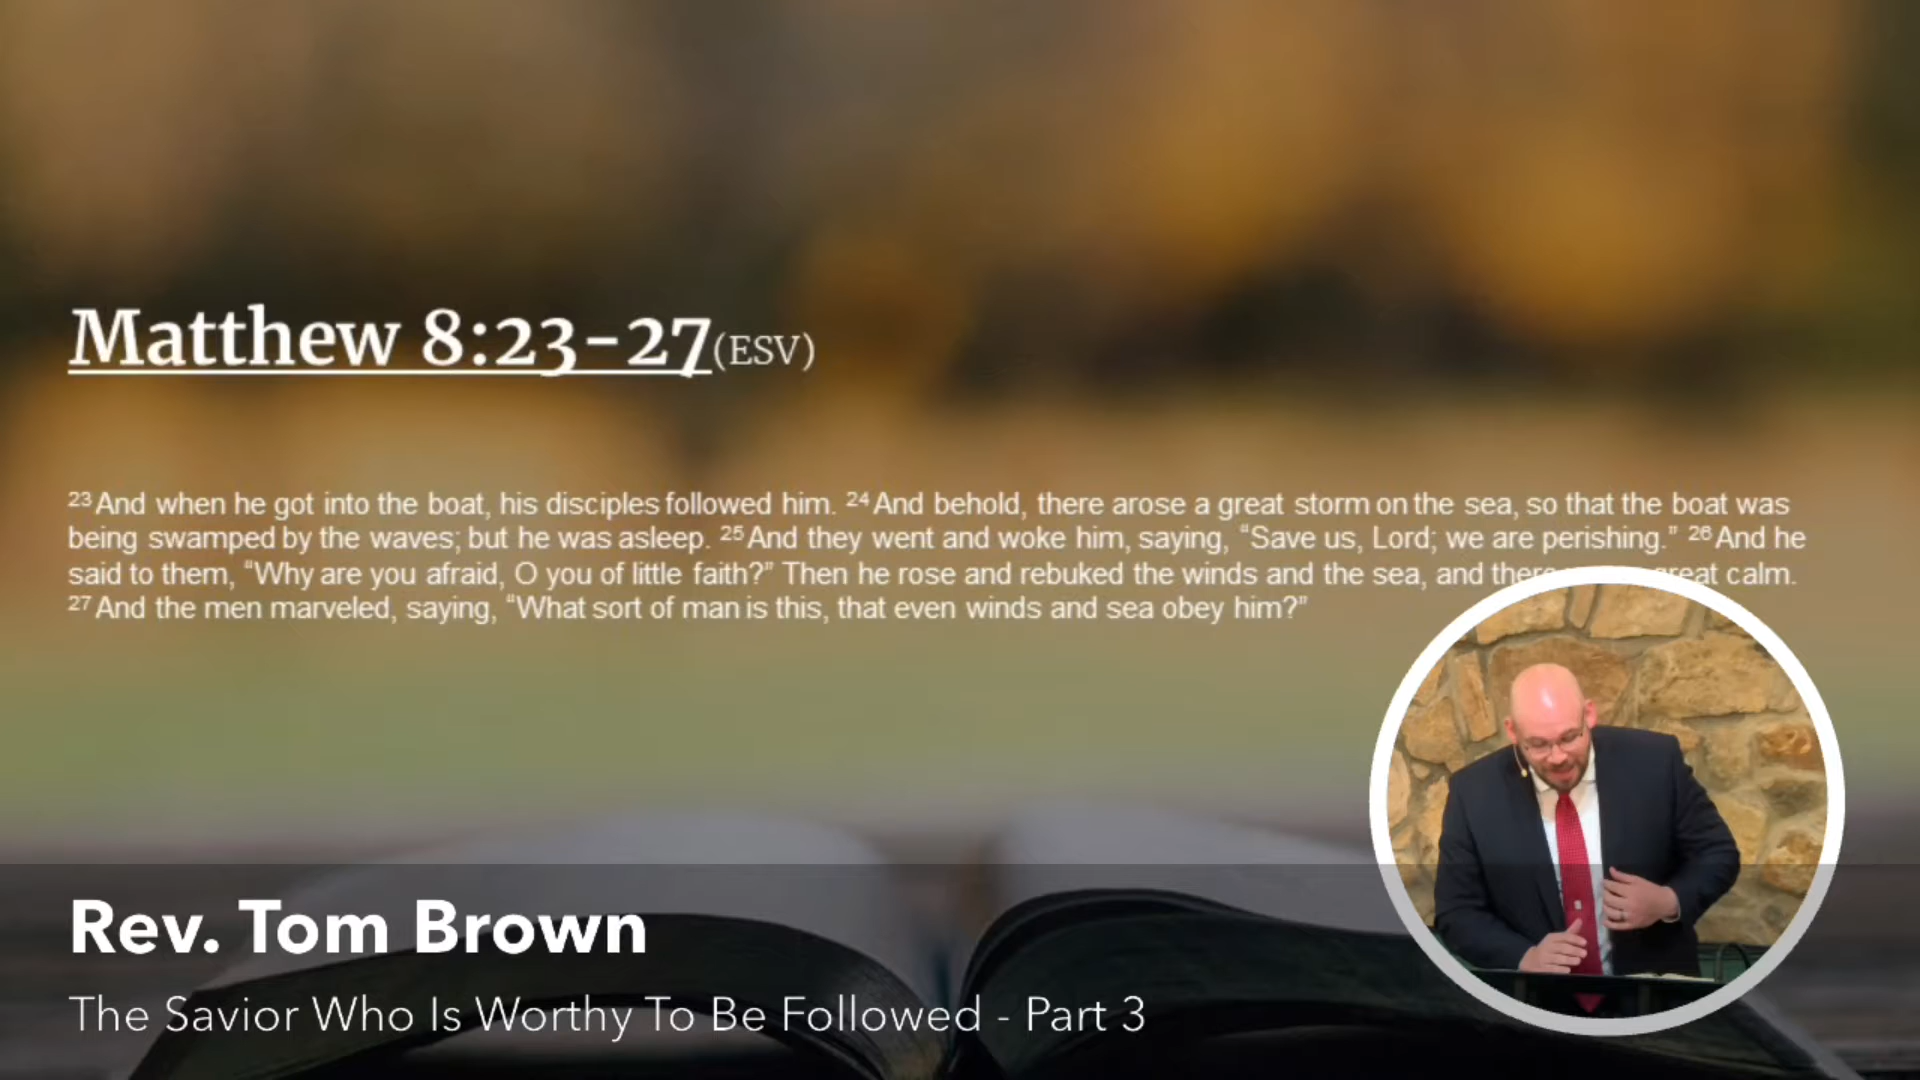 Matthew 8:23-27(ESV)
23 And when he got into the boat, his disciples followed him. 24 And behold, there arose a great storm on the sea, so that the boat was
being swamped by the waves; but he was asleep. 25 And they went and woke him, saying, “Save us, Lord; we are perishing.” 26 And he
said to them, “Why are you afraid, O you of little faith?” Then he rose and rebuked the winds and the sea, and there great calm.
27 And the men marveled, saying, “What sort of man is this, that even winds and sea obey him?”
Rev. Tom Brown
The Savior Who Is Worthy To Be Followed - Part 3